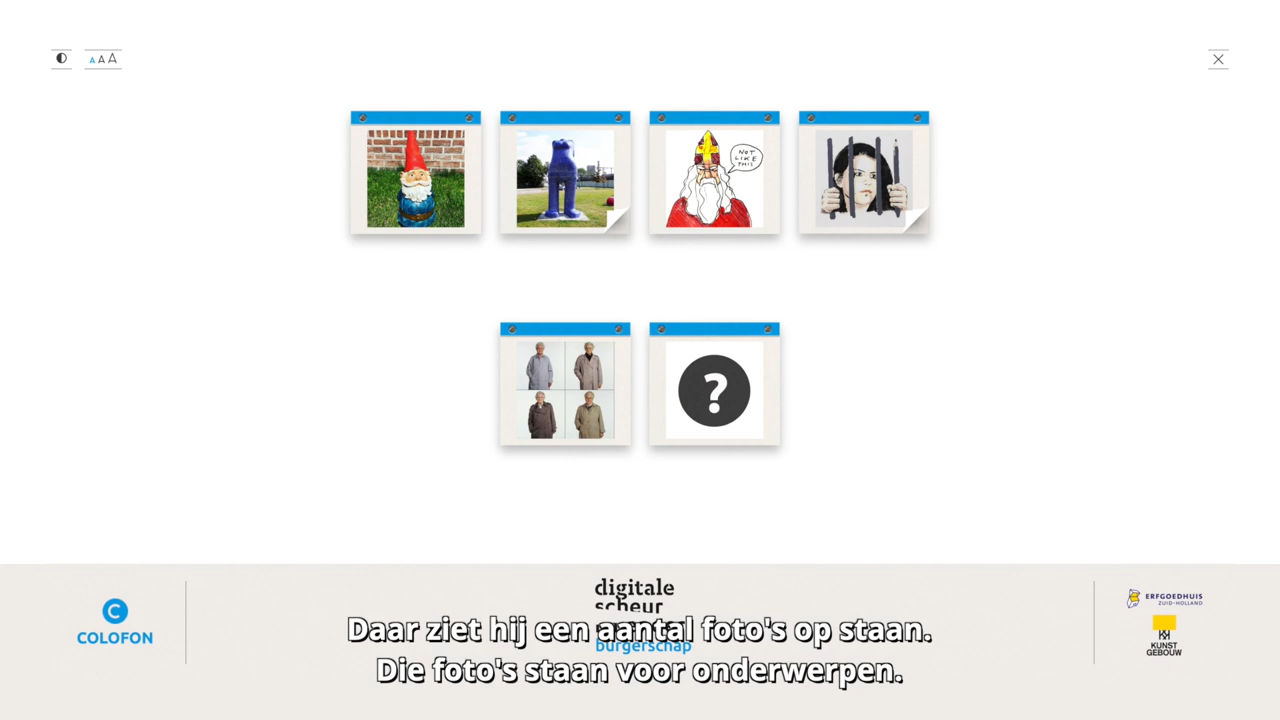 A A A
NOT
LIKE
THIS
?
digitale
scheur
Daar ziet hij een aantal foto's op staan.
burgerschap
Die foto's staan voor onderwerpen.
C
COLOFON
ERFGOEDHUIS
ZUID-HOLLAND
KUNST
GEBOUW